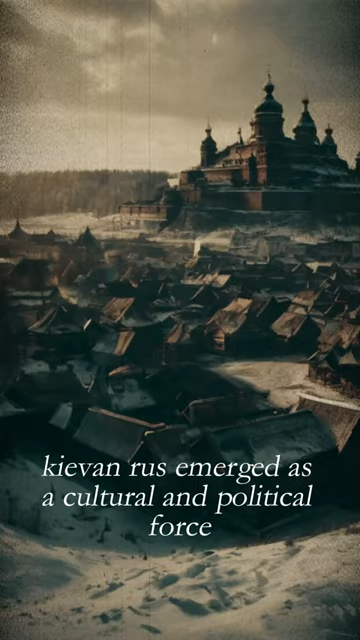 kievan rus emerged as
a cultural and political
force